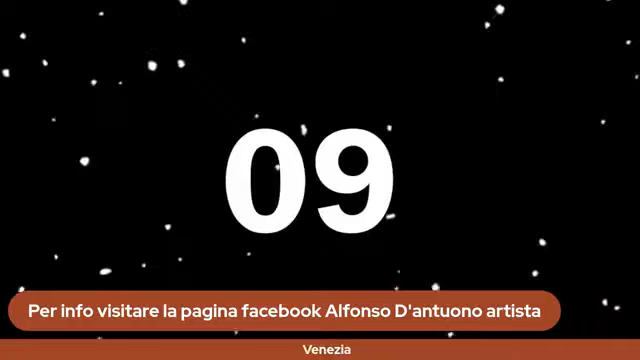 09
Per info visitare la pagina facebook Alfonso D'antuono artista
Venezia